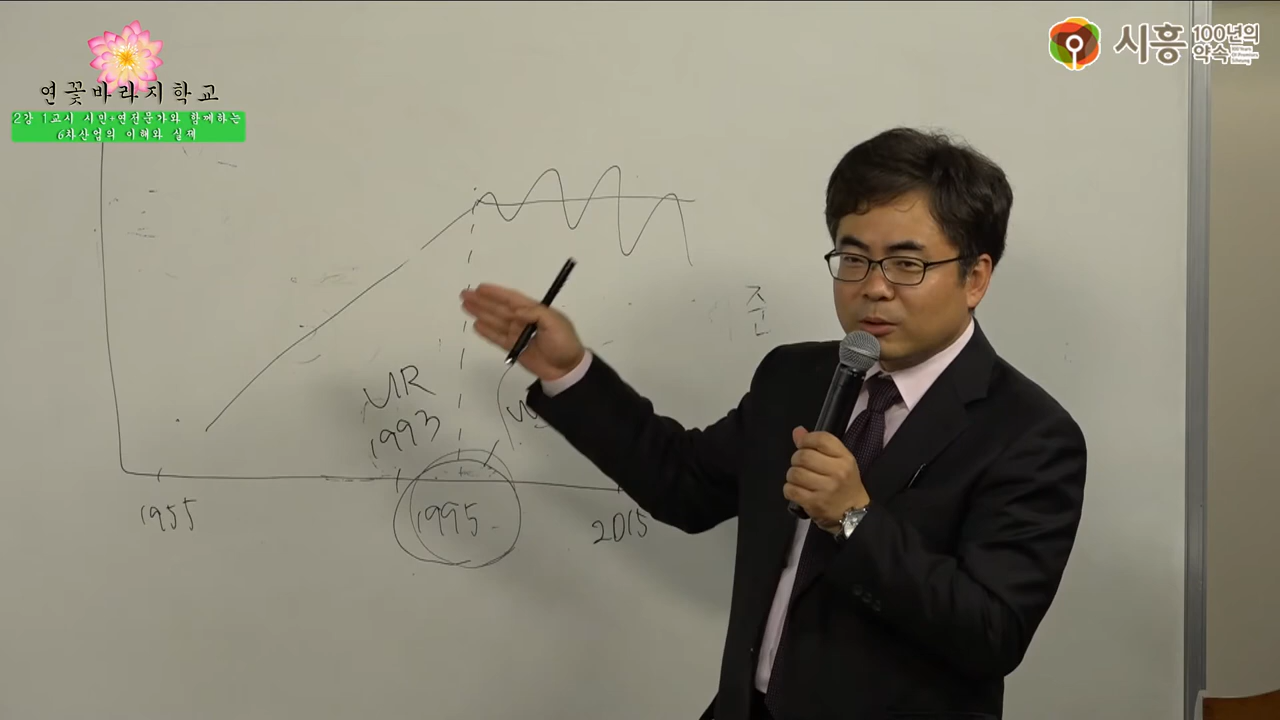 연꽃바라지학교
2강 1교시 시민+연전문가와 함께하는
6차산업의 이해와 실제
시흥 100년의 약속
준
UR
1993
1955
1995
2015